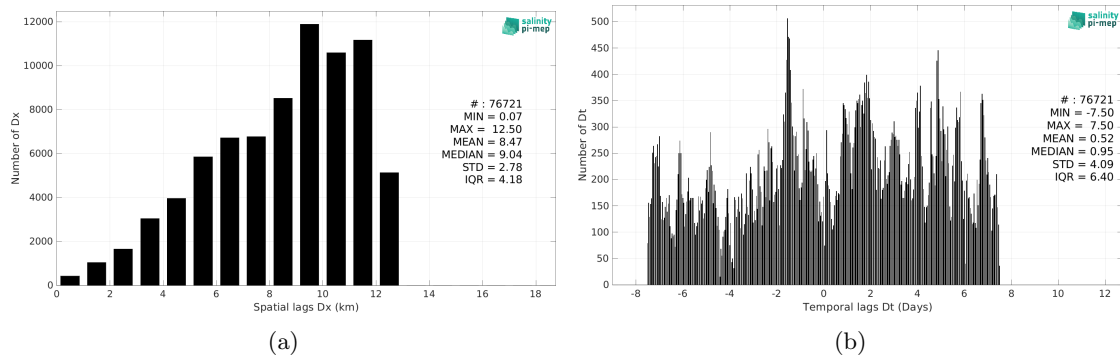 12000
10000
8000
6000
4000
2000
0
Number of Dx
salinity
pi-mep
# : 76721
MIN = 0.07
MAX = 12.50
MEAN = 8.47
MEDIAN = 9.04
STD = 2.78
IQR = 4.18
0 2 4 6 8 10 12 14 16 18
Spatial lags Dx (km)
(a)
500
450
400
350
300
250
200
150
100
50
0
Number of Dt
salinity
pi-mep
# : 76721
MIN = -7.50
MAX = 7.50
MEAN = 0.52
MEDIAN = 0.95
STD = 4.09
IQR = 6.40
-8 -6 -4 -2 0 2 4 6 8 10 12
Temporal lags Dt (Days)
(b)